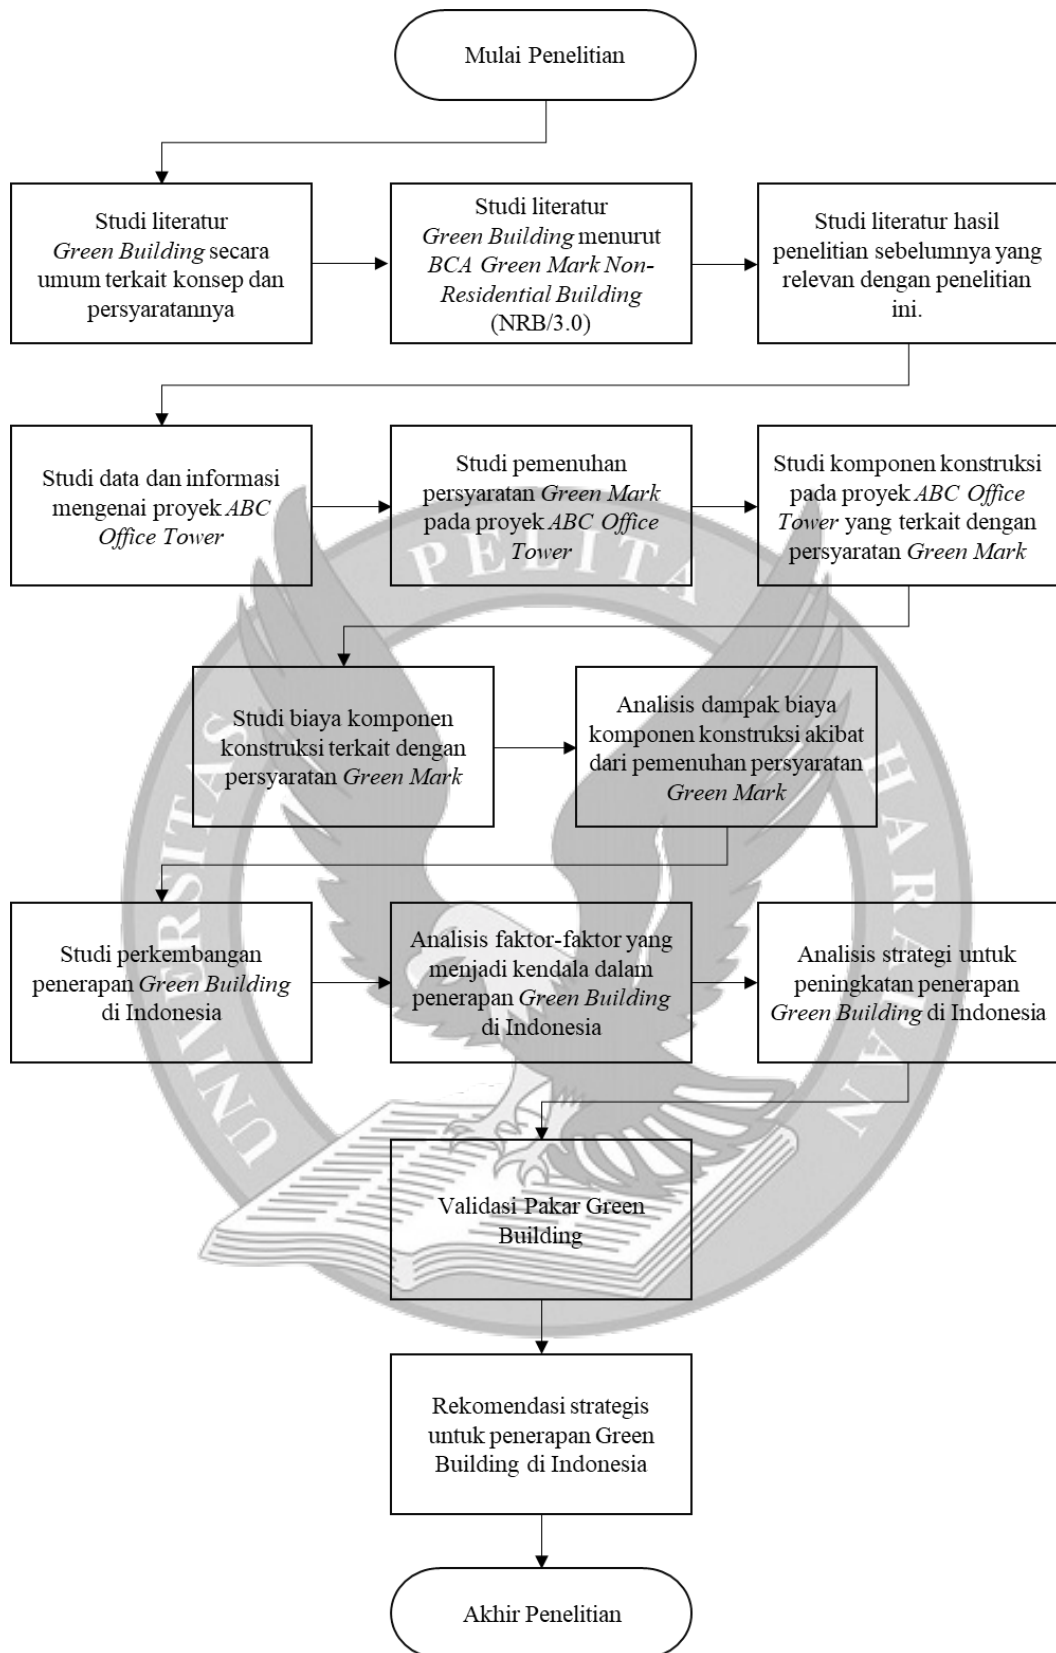 Mulai Penelitian
Studi literatur
Green Building secara
umum terkait konsep dan
persyaratannya
Studi literatur
Green Building menurut
BCA Green Mark Non-
Residential Building
(NRB/3.0)
Studi literatur hasil
penelitian sebelumnya yang
relevan dengan penelitian
ini.
Studi data dan informasi
mengenai proyek ABC
Office Tower
Studi pemenuhan
persyaratan Green Mark
pada proyek ABC Office
Tower
Studi komponen konstruksi
pada proyek ABC Office
Tower yang terkait dengan
persyaratan Green Mark
Studi biaya komponen
konstruksi terkait dengan
persyaratan Green Mark
Analisis dampak biaya
komponen konstruksi akibat
dari pemenuhan persyaratan
Green Mark
Studi perkembangan
penerapan Green Building
di Indonesia
Analisis faktor-faktor yang
menjadi kendala dalam
penerapan Green Building
di Indonesia
Analisis strategi untuk
peningkatan penerapan
Green Building di Indonesia
Validasi Pakar Green
Building
Rekomendasi strategis
untuk penerapan Green
Building di Indonesia
Akhir Penelitian
UNIVERSITAS PELITA HARAPAN